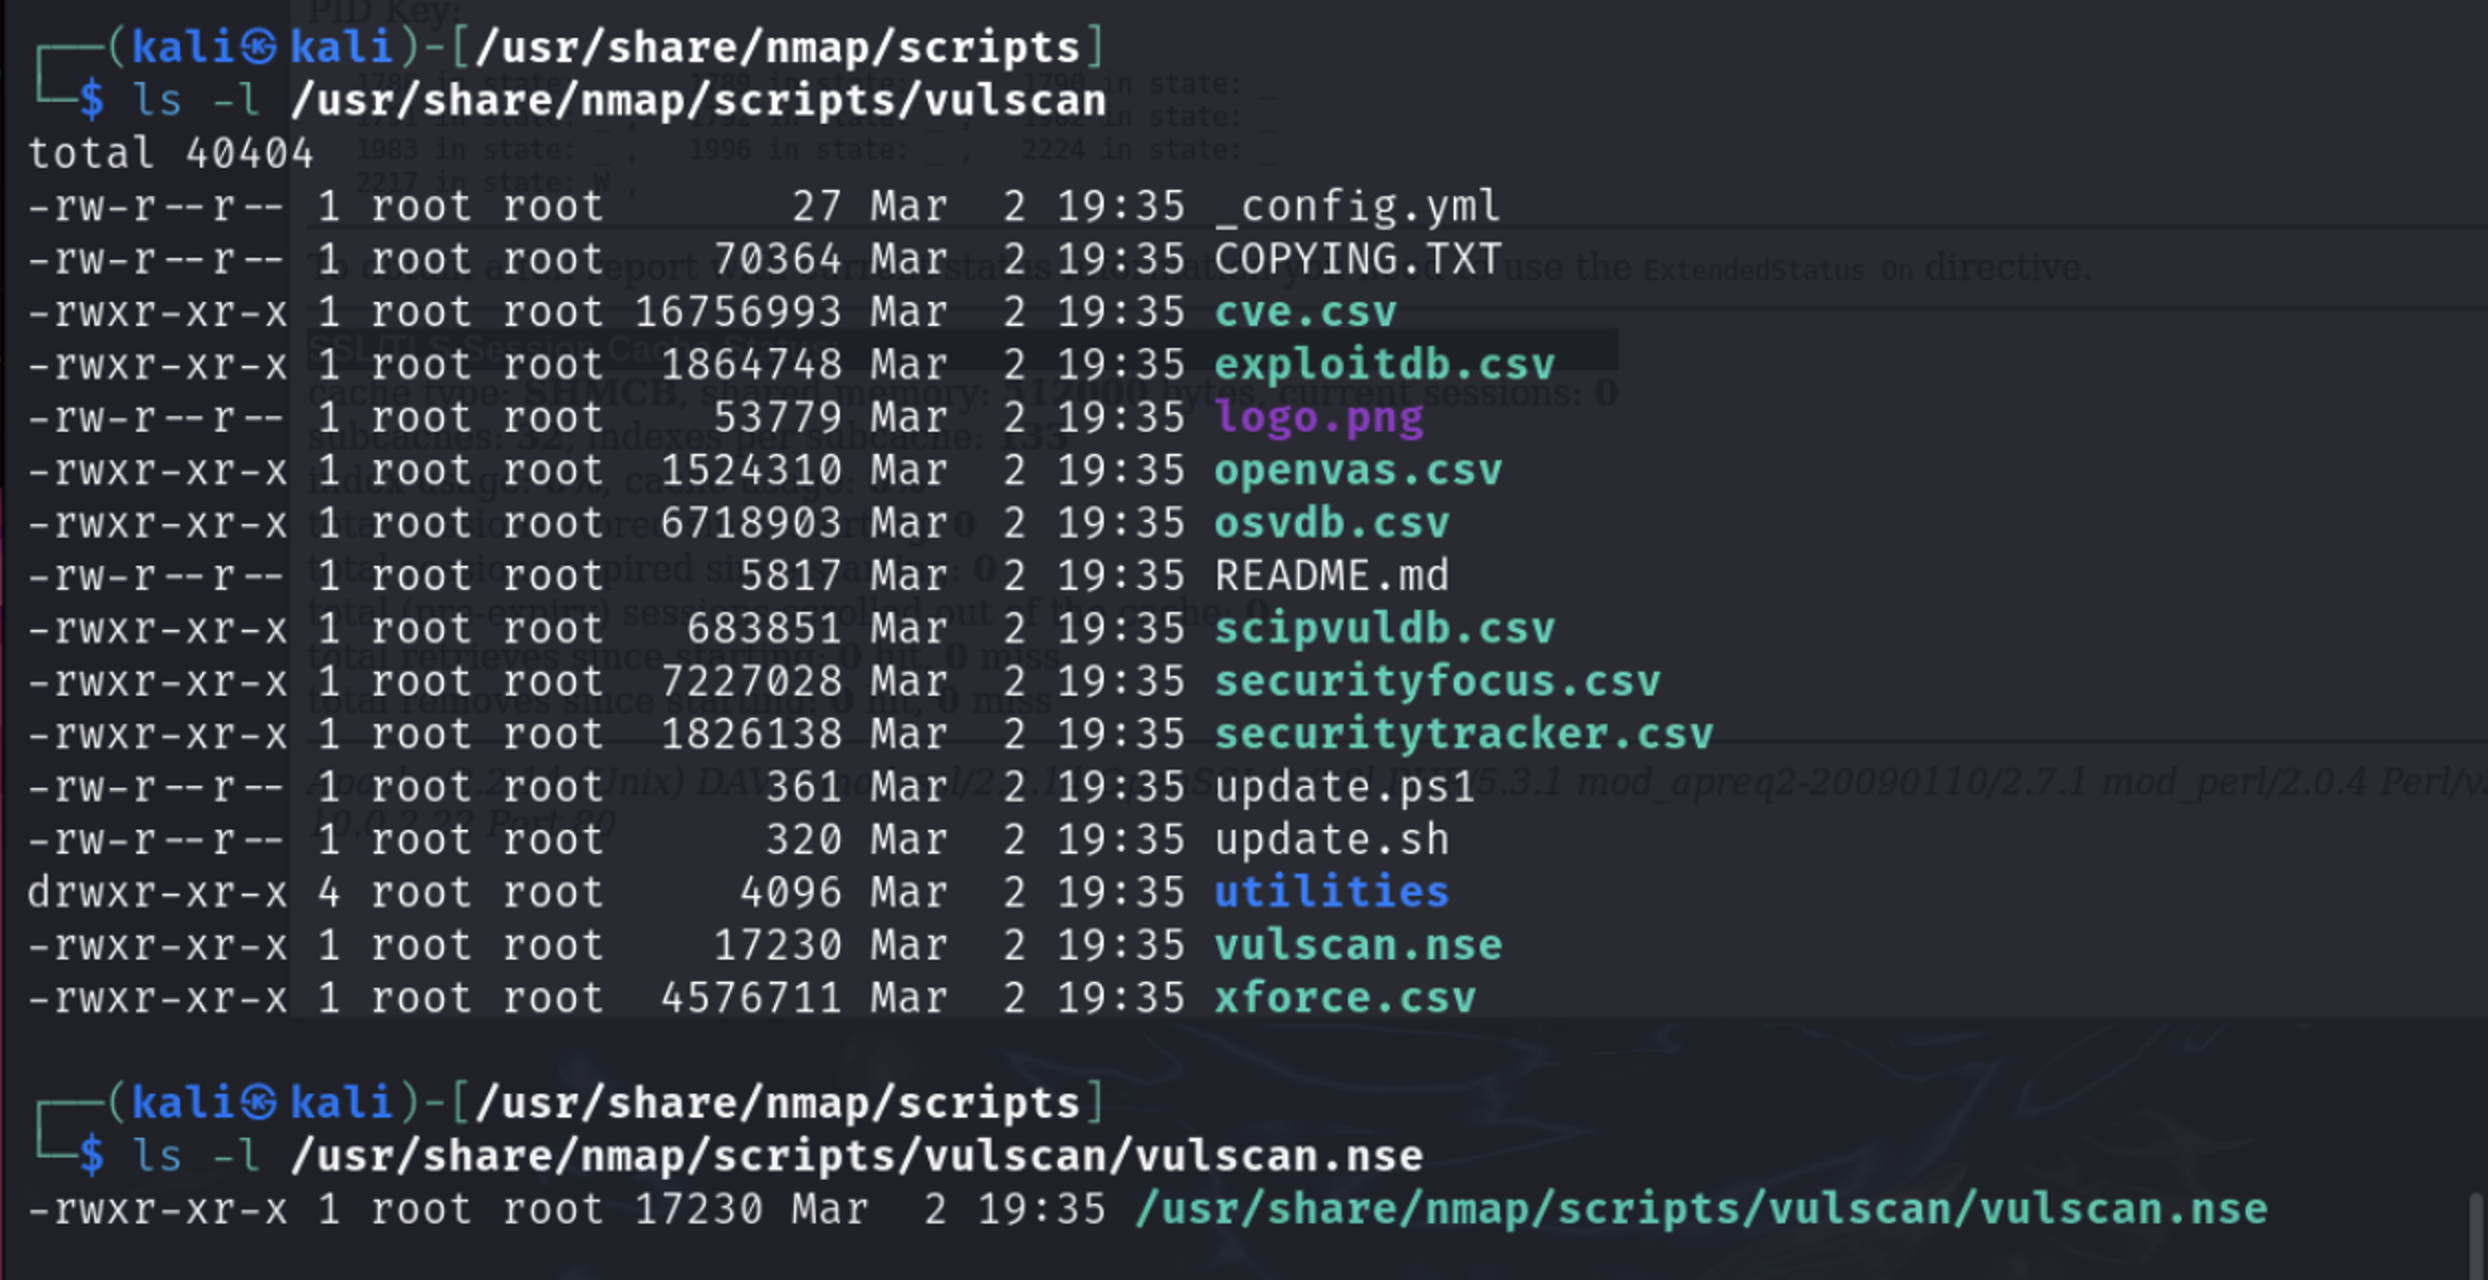 PID Key:
┌──(kali㉿kali)-[/usr/share/nmap/scripts]
└─$ ls -l /usr/share/nmap/scripts/vulscan
total 40404
-rw-r--r-- 1 root root       27 Mar  2 19:35 _config.yml
-rw-r--r-- 1 root root    70364 Mar  2 19:35 COPYING.TXT
-rwxr-xr-x 1 root root 16756993 Mar  2 19:35 cve.csv
-rwxr-xr-x 1 root root  1864748 Mar  2 19:35 exploitdb.csv
-rw-r--r-- 1 root root    53779 Mar  2 19:35 logo.png
-rwxr-xr-x 1 root root  1524310 Mar  2 19:35 openvas.csv
-rwxr-xr-x 1 root root  6718903 Mar  2 19:35 osvdb.csv
-rw-r--r-- 1 root root     5817 Mar  2 19:35 README.md
-rwxr-xr-x 1 root root   683851 Mar  2 19:35 scipvuldb.csv
-rwxr-xr-x 1 root root  7227028 Mar  2 19:35 securityfocus.csv
-rwxr-xr-x 1 root root  1826138 Mar  2 19:35 securitytracker.csv
-rw-r--r-- 1 root root      361 Mar  2 19:35 update.ps1
-rw-r--r-- 1 root root      320 Mar  2 19:35 update.sh
drwxr-xr-x 4 root root     4096 Mar  2 19:35 utilities
-rwxr-xr-x 1 root root    17230 Mar  2 19:35 vulscan.nse
-rwxr-xr-x 1 root root  4576711 Mar  2 19:35 xforce.csv
┌──(kali㉿kali)-[/usr/share/nmap/scripts]
└─$ ls -l /usr/share/nmap/scripts/vulscan/vulscan.nse
-rwxr-xr-x 1 root root 17230 Mar  2 19:35 /usr/share/nmap/scripts/vulscan/vulscan.nse